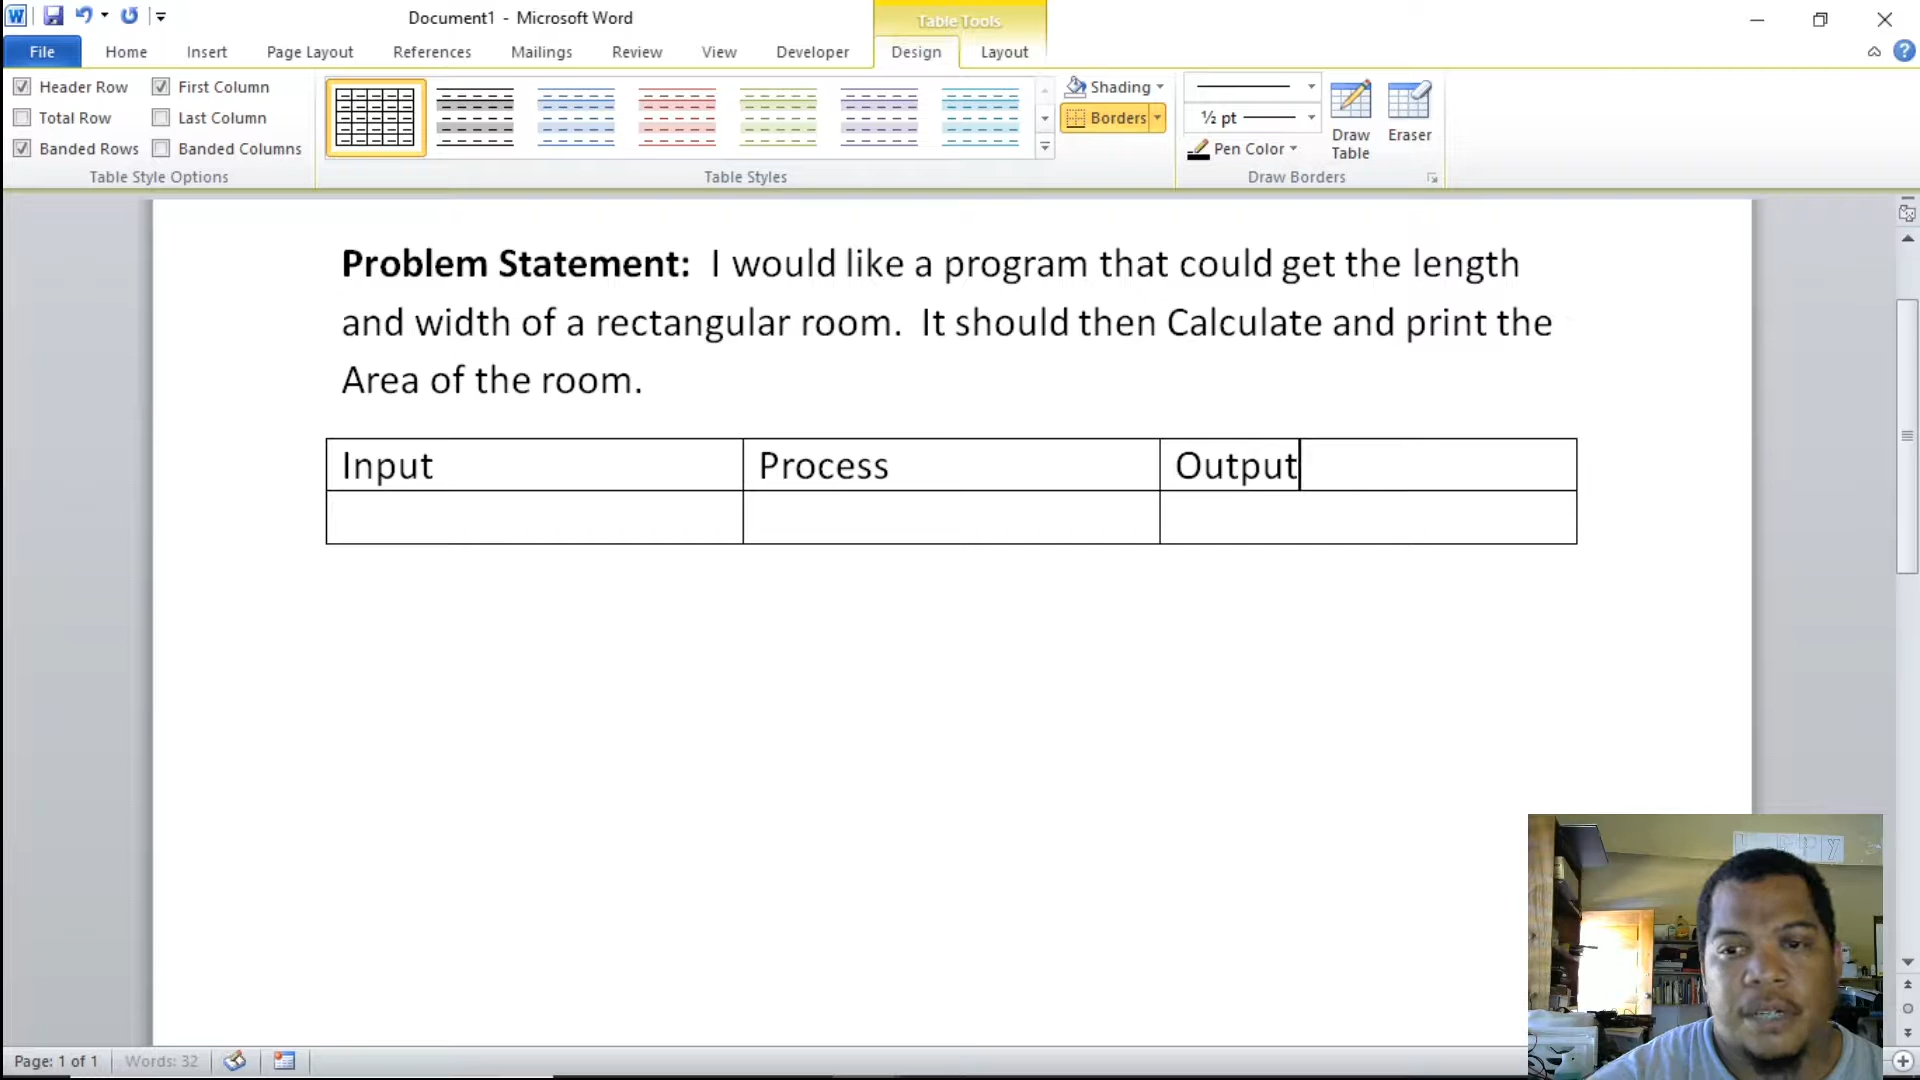 Document1 - Microsoft Word
Table Tools
File Home Insert Page Layout References Mailings Review View Developer Design Layout
Header Row First Column
Total Row Last Column
Banded Rows Banded Columns
Table Style Options
Table Styles
Shading
Borders
½ pt
Pen Color
Draw Table
Eraser
Draw Borders
Problem Statement: I would like a program that could get the length
and width of a rectangular room. It should then Calculate and print the
Area of the room.
Input Process Output
Page: 1 of 1 Words: 32